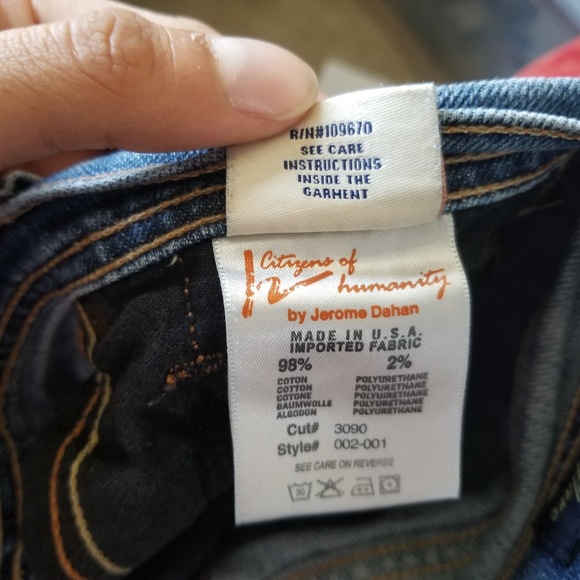 R/N#109670
SEE CARE
INSTRUCTIONS
INSIDE THE
GARMENT
Citizens of
humanity
by Jerome Dahan
MADE IN U.S.A.
IMPORTED FABRIC
98% 2%
COTON POLYURETHANE
COTTON POLYURETHANE
COTONE POLYURETHANE
BAUMWOLLE POLYURETHANE
ALGODON POLYURETHANE
Cut# 3090
Style# 002-001
SEE CARE ON REVERSE